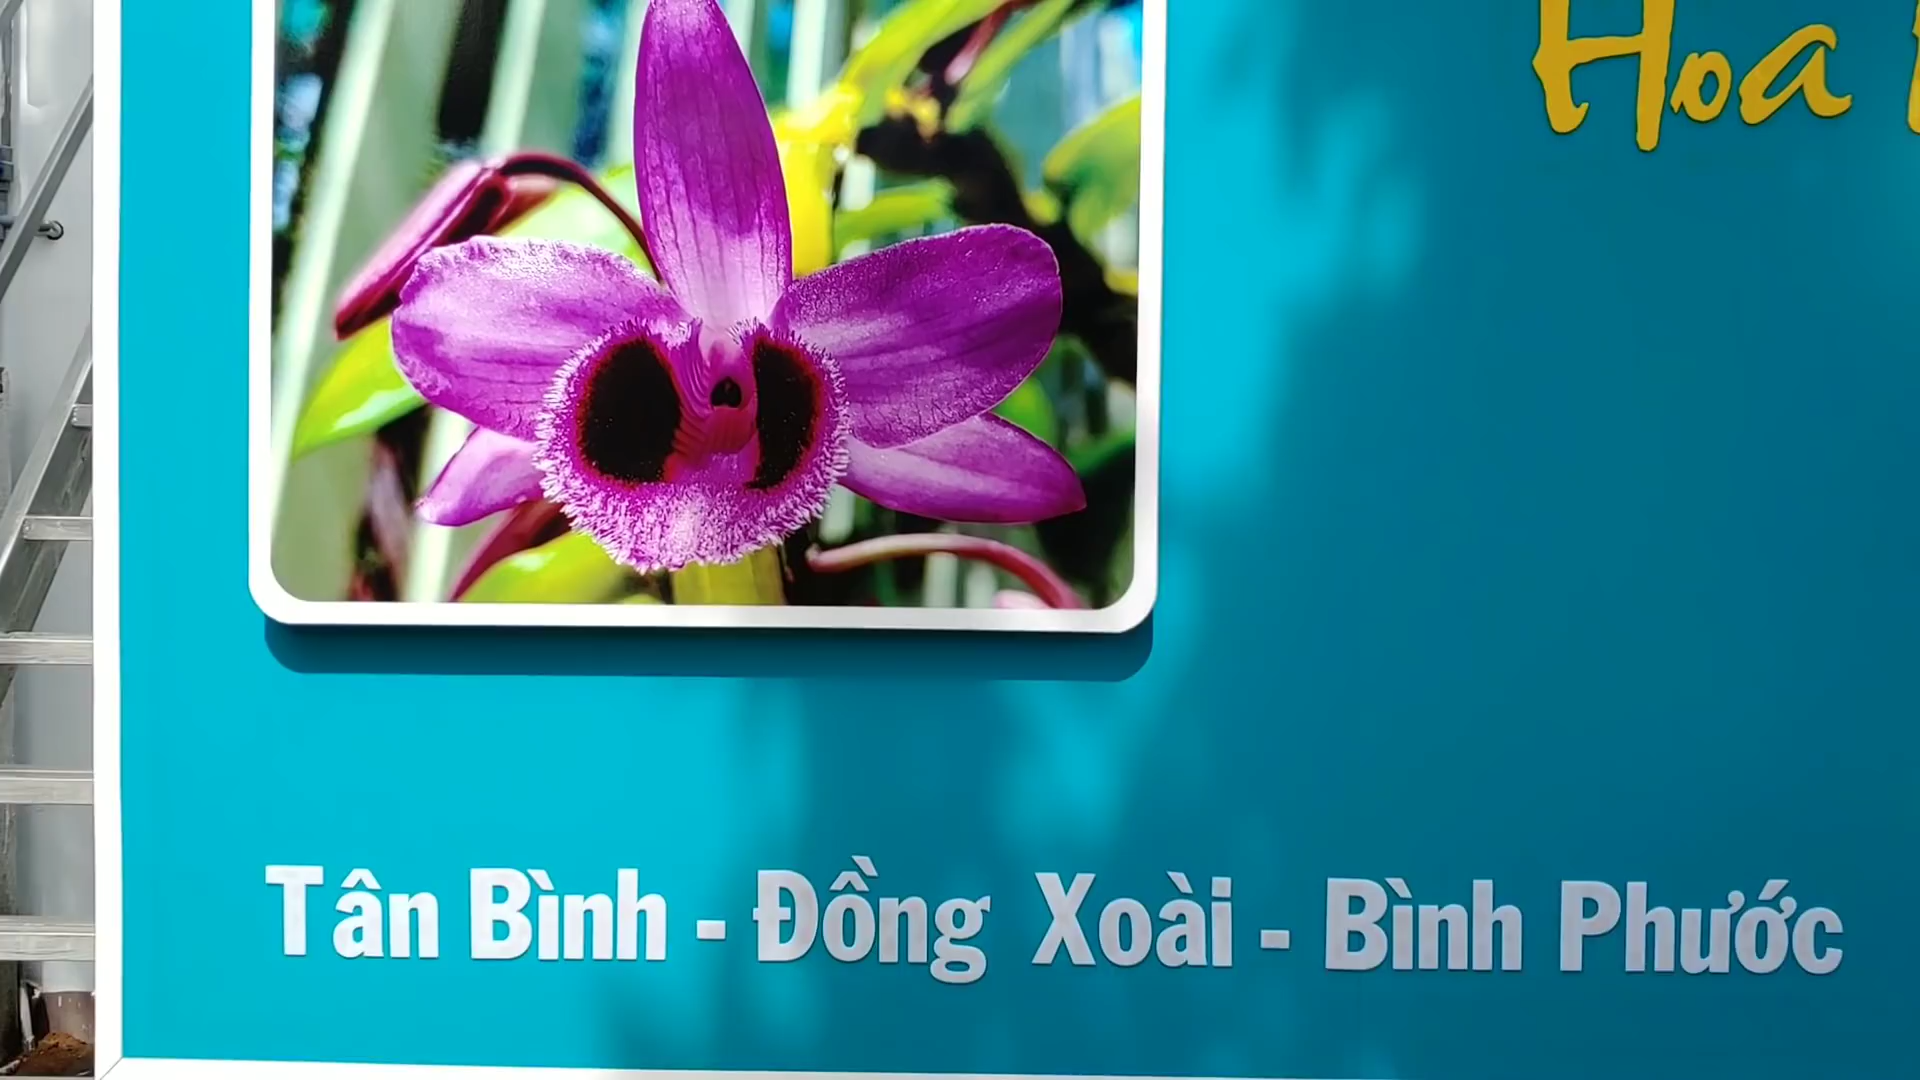 Hoa
Tân Bình - Đồng Xoài - Bình Phước